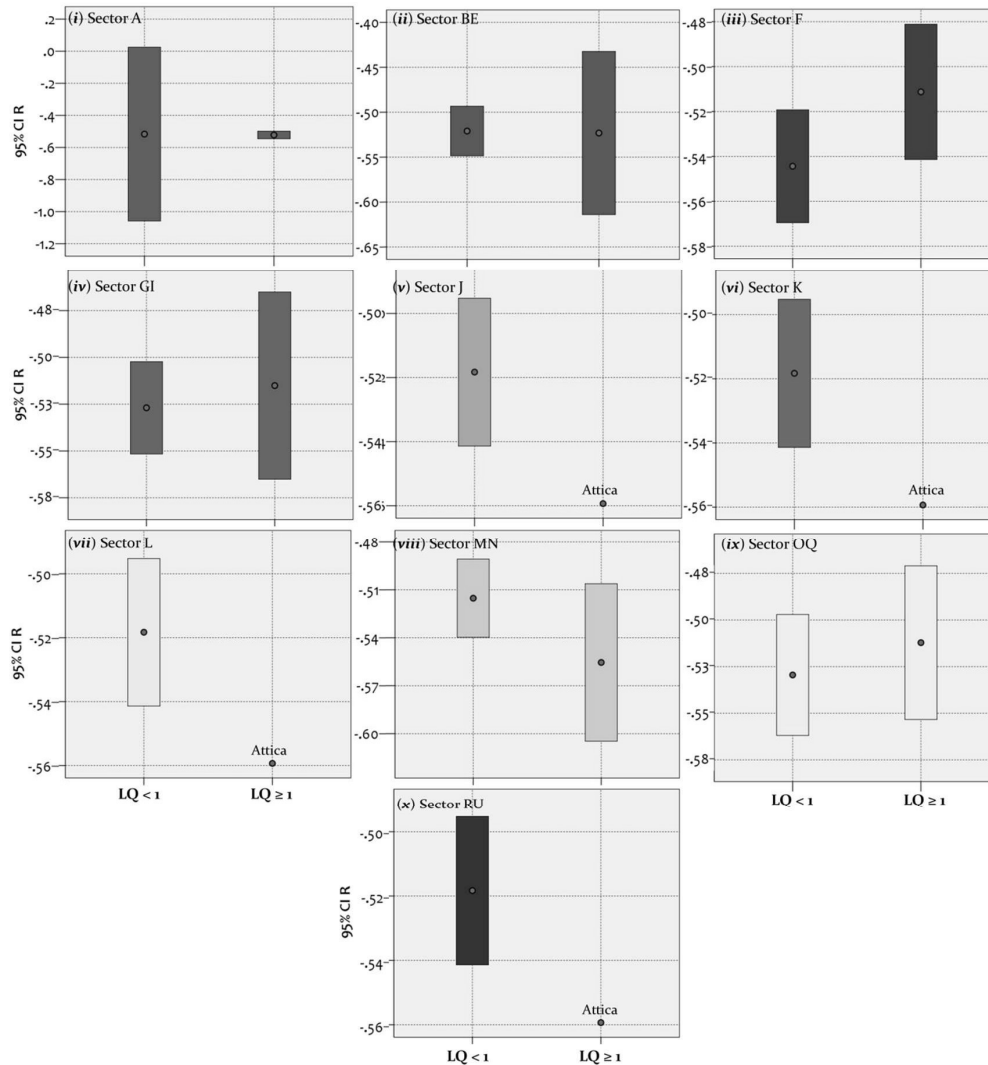 (i) Sector A
.2
.0
-.2
-.4
-.6
-.8
-1.0
-1.2
95% CI R
(ii) Sector BE
-.40
-.45
-.50
-.55
-.60
-.65
(iii) Sector F
-.48
-.50
-.52
-.54
-.56
-.58
(iv) Sector GI
-.48
-.50
-.53
-.55
-.58
95% CI R
(v) Sector J
-.50
-.52
-.54
-.56
Attica
(vi) Sector K
-.50
-.52
-.54
-.56
Attica
(vii) Sector L
-.50
-.52
-.54
-.56
95% CI R
Attica
LQ < 1
LQ ≥ 1
(viii) Sector MN
-.48
-.51
-.54
-.57
-.60
(ix) Sector OQ
-.48
-.50
-.53
-.55
-.58
LQ < 1
LQ ≥ 1
(x) Sector RU
-.50
-.52
-.54
-.56
95% CI R
Attica
LQ < 1
LQ ≥ 1